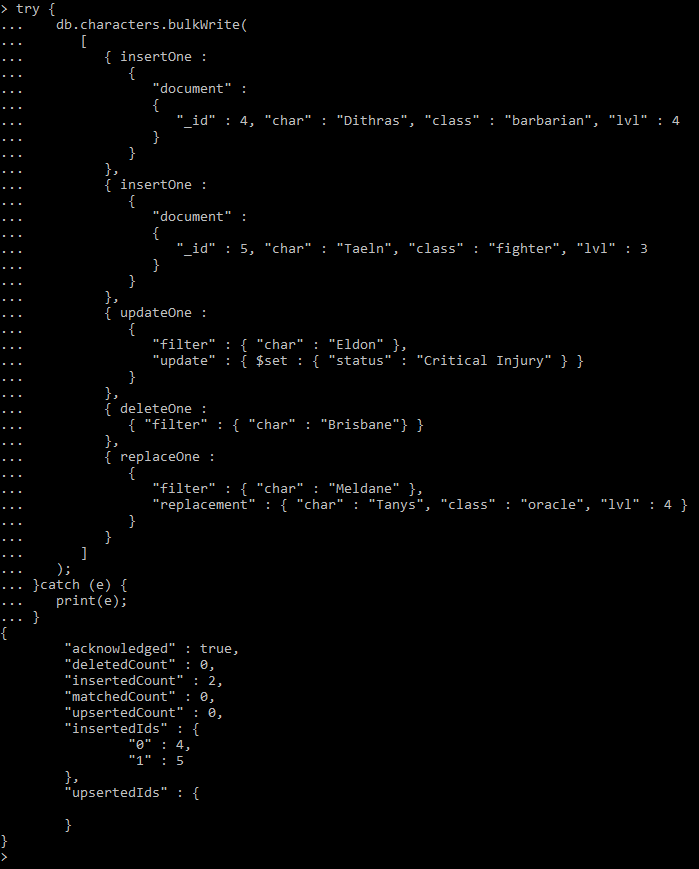 > try {
...    db.characters.bulkWrite(
...       [
...          { insertOne :
...             {
...                "document" :
...                {
...                   "_id" : 4, "char" : "Dithras", "class" : "barbarian", "lvl" : 4
...                }
...             }
...          },
...          { insertOne :
...             {
...                "document" :
...                {
...                   "_id" : 5, "char" : "Taeln", "class" : "fighter", "lvl" : 3
...                }
...             }
...          },
...          { updateOne :
...             {
...                "filter" : { "char" : "Eldon" },
...                "update" : { $set : { "status" : "Critical Injury" } }
...             }
...          },
...          { deleteOne :
...             { "filter" : { "char" : "Brisbane"} }
...          },
...          { replaceOne :
...             {
...                "filter" : { "char" : "Meldane" },
...                "replacement" : { "char" : "Tanys", "class" : "oracle", "lvl" : 4 }
...             }
...          }
...       ]
...    );
... }catch (e) {
...    print(e);
... }
{
        "acknowledged" : true,
        "deletedCount" : 0,
        "insertedCount" : 2,
        "matchedCount" : 0,
        "upsertedCount" : 0,
        "insertedIds" : {
                "0" : 4,
                "1" : 5
        },
        "upsertedIds" : {

        }
}
>